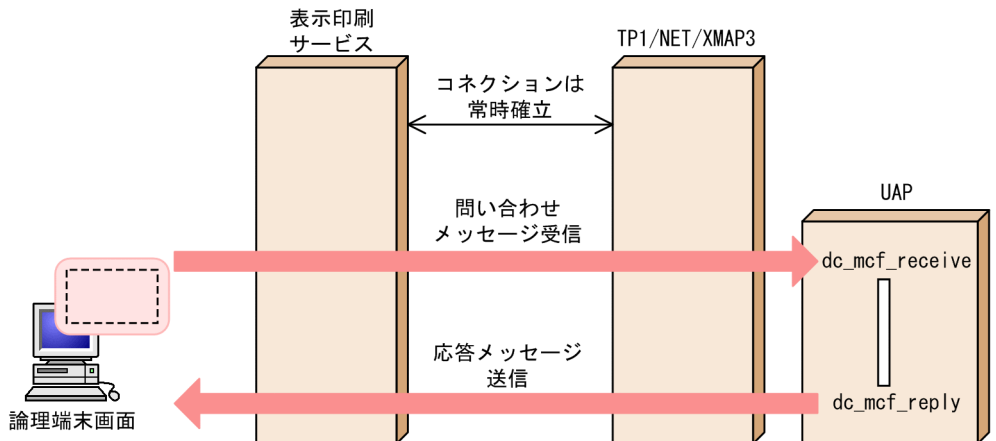 表示印刷
サービス
TP1/NET/XMAP3
コネクションは
常時確立
UAP
問い合わせ
メッセージ受信
dc_mcf_receive
応答メッセージ
送信
dc_mcf_reply
論理端末画面